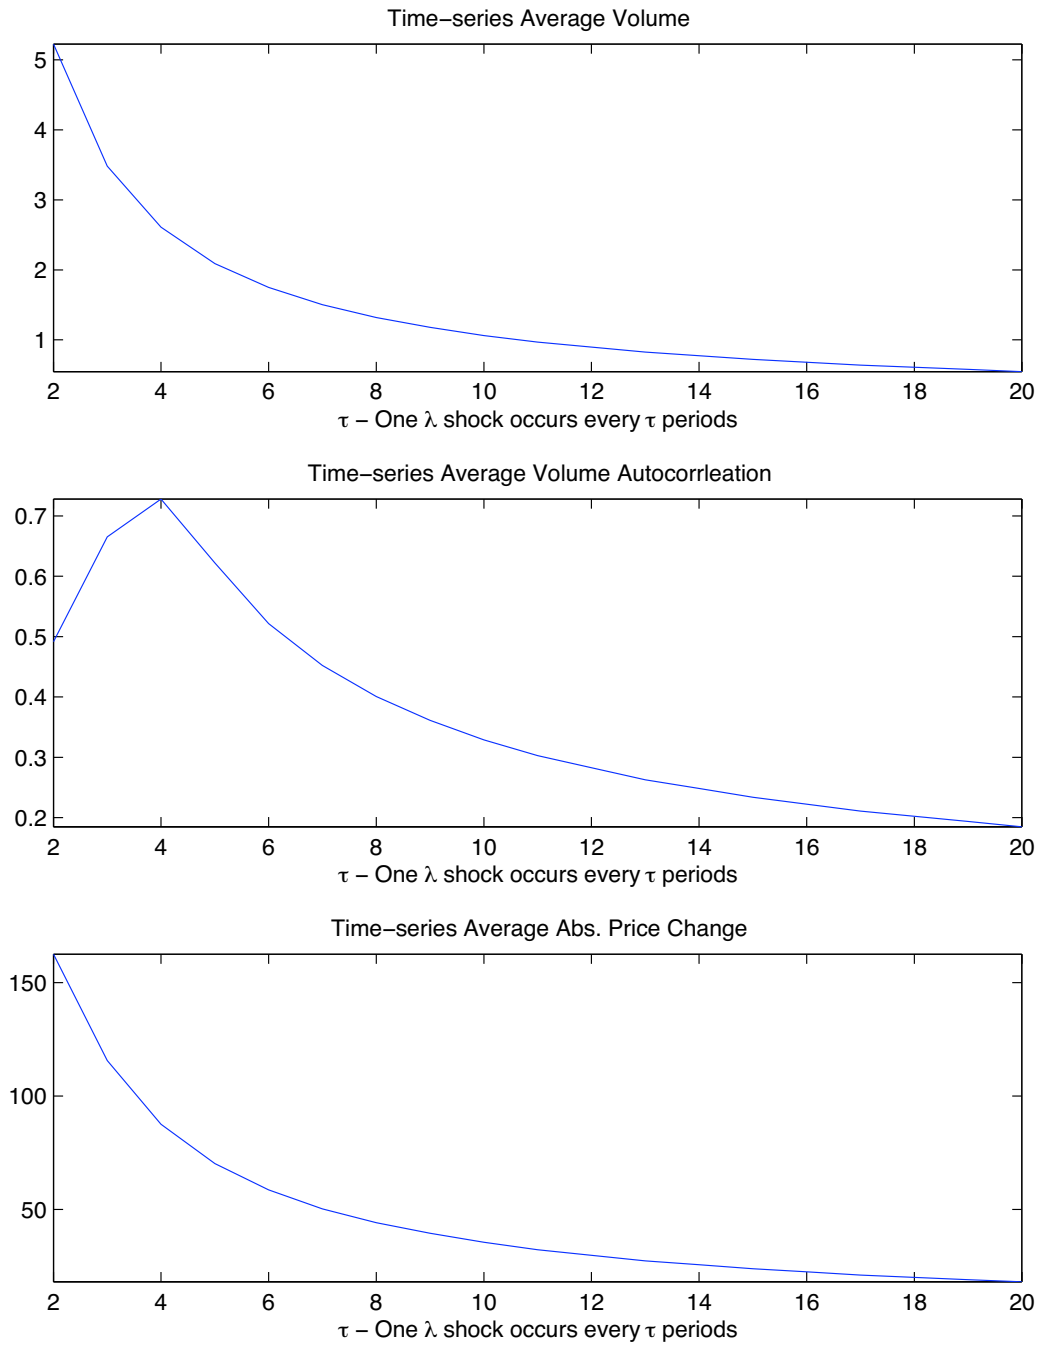 Time−series Average Volume
5
4
3
2
1
2 4 6 8 10 12 14 16 18 20
τ − One λ shock occurs every τ periods
Time−series Average Volume Autocorrleation
0.7
0.6
0.5
0.4
0.3
0.2
2 4 6 8 10 12 14 16 18 20
τ − One λ shock occurs every τ periods
Time−series Average Abs. Price Change
150
100
50
2 4 6 8 10 12 14 16 18 20
τ − One λ shock occurs every τ periods